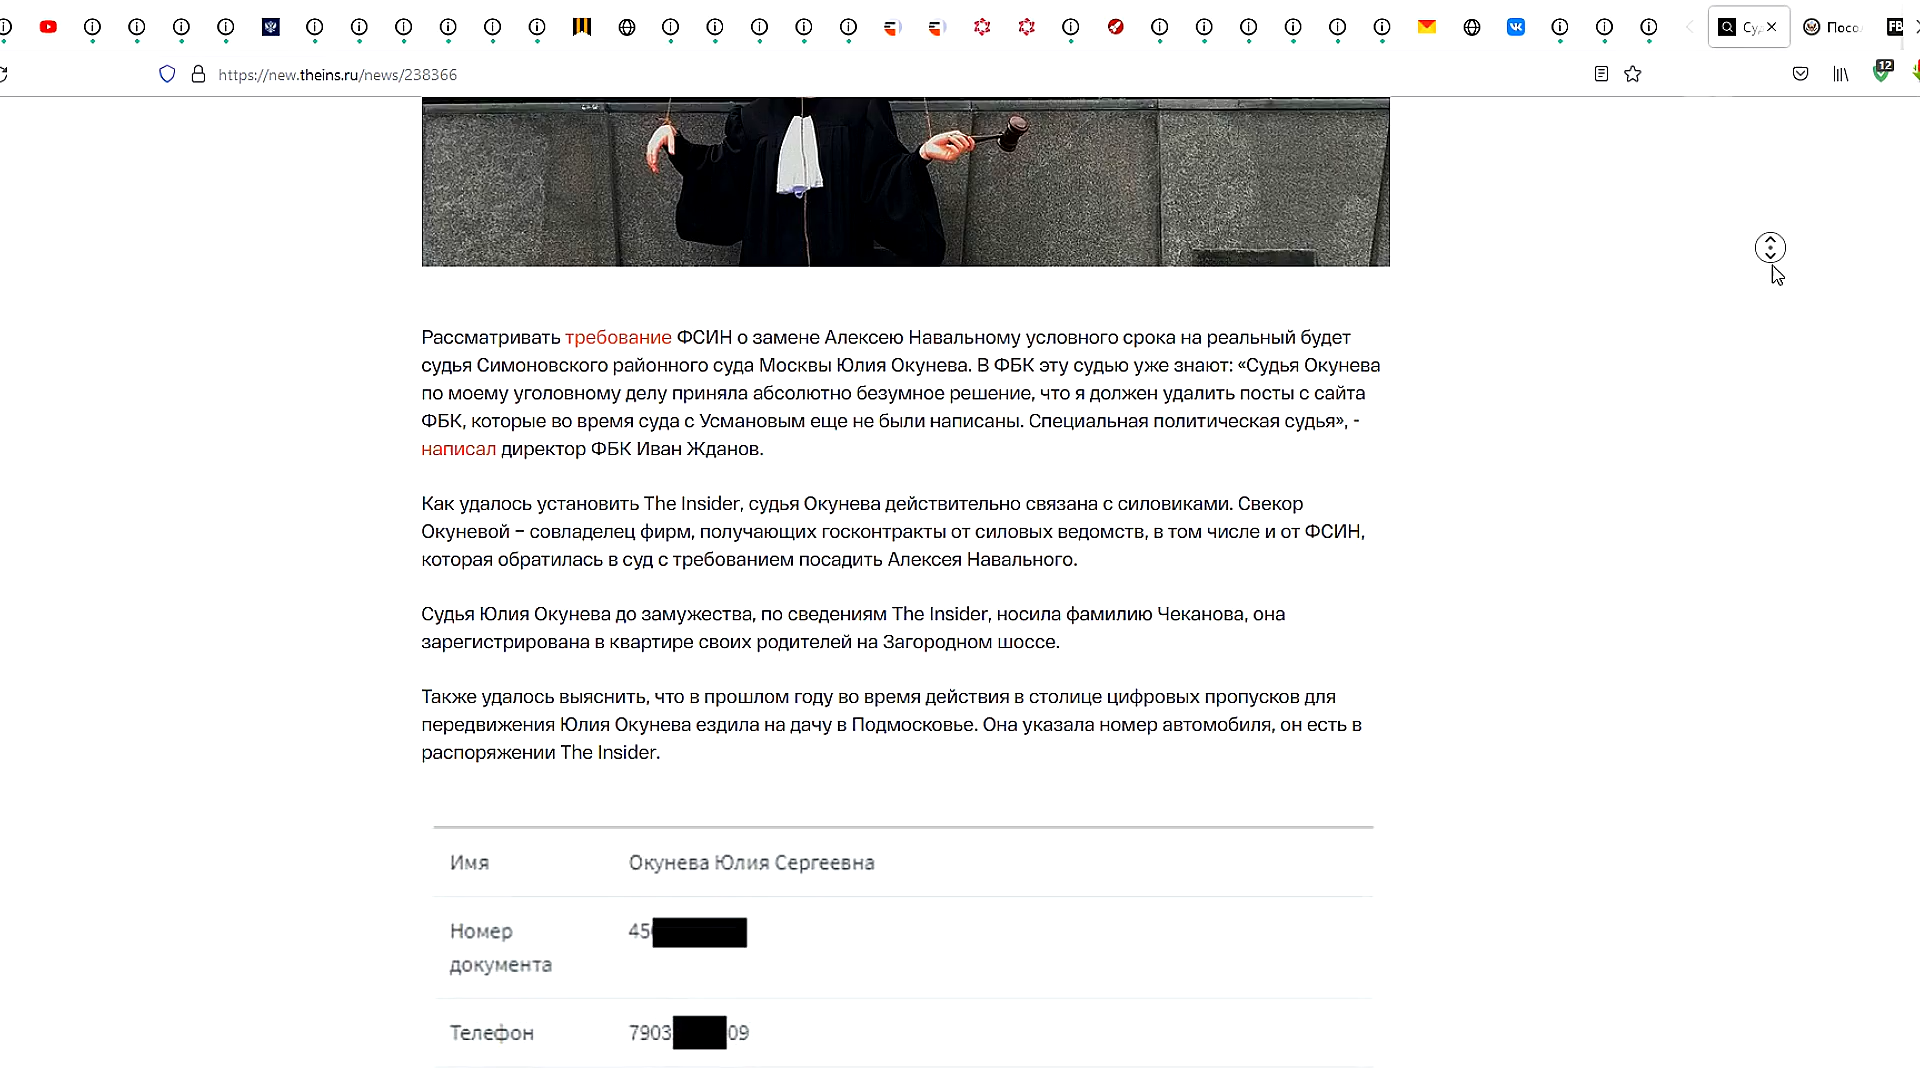 Су
Посо
FB
https://new.theins.ru/news/238366
12
Рассматривать требование ФСИН о замене Алексею Навальному условного срока на реальный будет
судья Симоновского районного суда Москвы Юлия Окунева. В ФБК эту судью уже знают: «Судья Окунева
по моему уголовному делу приняла абсолютно безумное решение, что я должен удалить посты с сайта
ФБК, которые во время суда с Усмановым еще не были написаны. Специальная политическая судья», -
написал директор ФБК Иван Жданов.
Как удалось установить The Insider, судья Окунева действительно связана с силовиками. Свекор
Окуневой – совладелец фирм, получающих госконтракты от силовых ведомств, в том числе и от ФСИН,
которая обратилась в суд с требованием посадить Алексея Навального.
Судья Юлия Окунева до замужества, по сведениям The Insider, носила фамилию Чеканова, она
зарегистрирована в квартире своих родителей на Загородном шоссе.
Также удалось выяснить, что в прошлом году во время действия в столице цифровых пропусков для
передвижения Юлия Окунева ездила на дачу в Подмосковье. Она указала номер автомобиля, он есть в
распоряжении The Insider.
Имя Окунева Юлия Сергеевна
Номер 45
документа
Телефон 7903 09